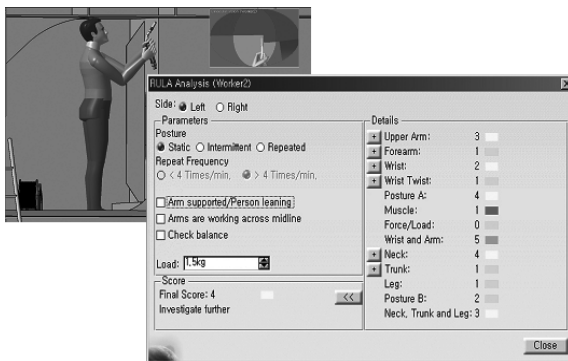 RULA Analysis (Worker2)
Side: Left Right
Parameters
Posture
Static Intermittent Repeated
Repeat Frequency
< 4 Times/min. > 4 Times/min.
Arm supported/Person leaning
Arms are working across midline
Check balance
Load: 1,5kg
Score
Final Score: 4
Investigate further
<<
Details
+ Upper Arm: 3
+ Forearm: 1
+ Wrist: 2
+ Wrist Twist: 1
Posture A: 4
Muscle: 1
Force/Load: 0
Wrist and Arm: 5
+ Neck: 4
+ Trunk: 1
Leg: 1
Posture B: 2
Neck, Trunk and Leg: 3
Close